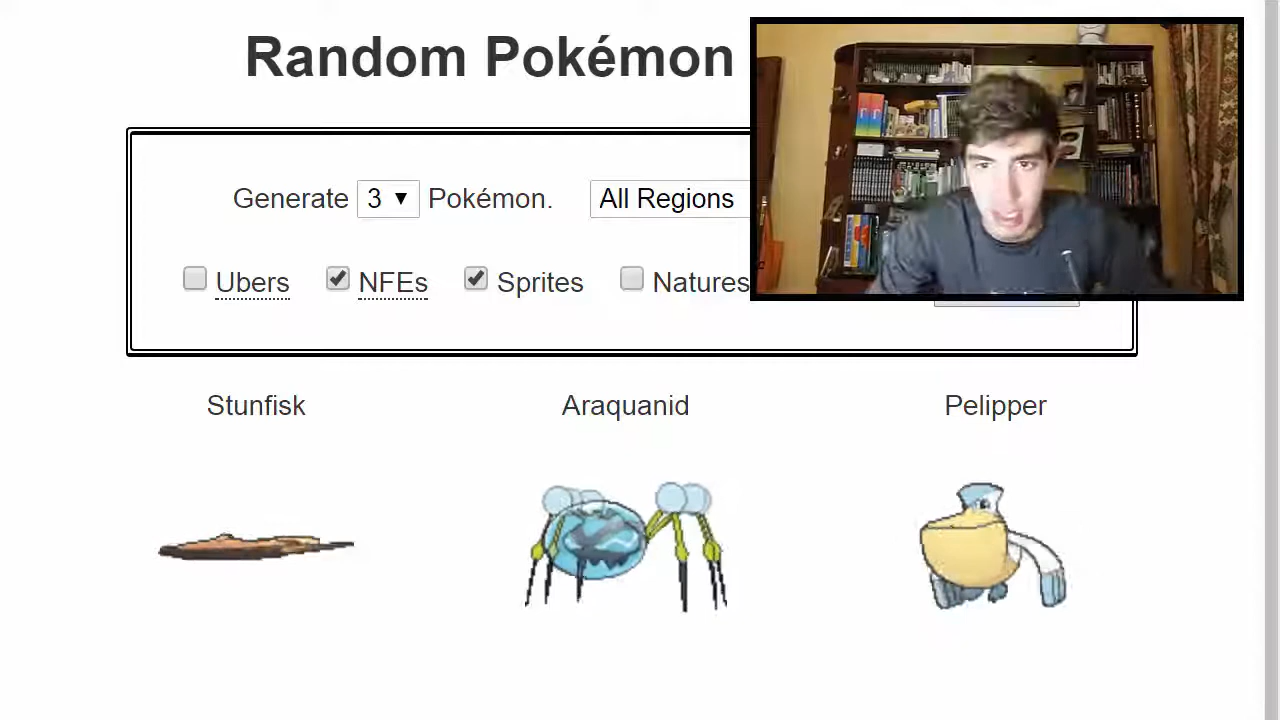 Random Pokémon
Generate 3 ▼ Pokémon. All Regions
Ubers NFEs Sprites Natures
Stunfisk Araquanid Pelipper